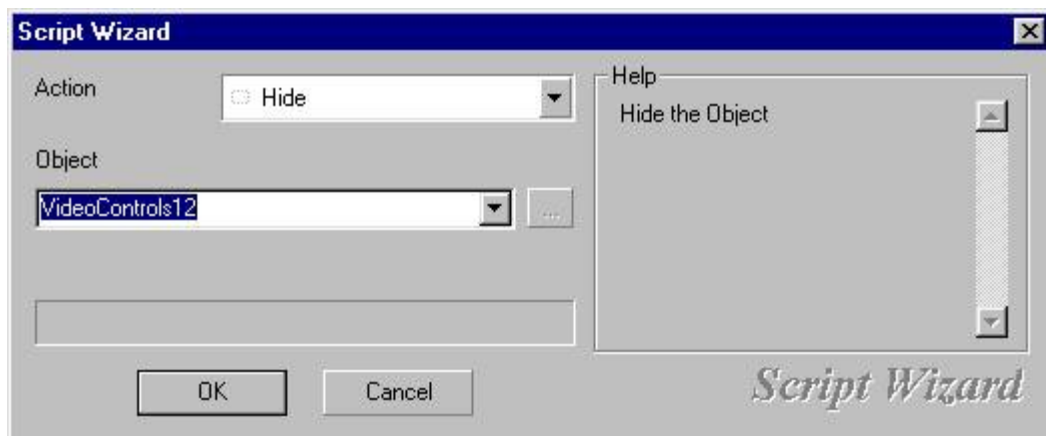 Script Wizard
Action
Hide
Object
VideoControls12
...
Help
Hide the Object
OK
Cancel
Script Wizard